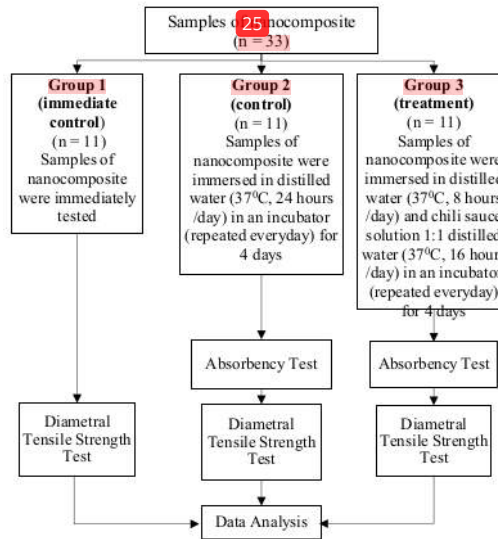 Samples of nanocomposite
25
(n = 33)
Group 1
(immediate
control)
(n = 11)
Samples of
nanocomposite
were immediately
tested
Group 2
(control)
(n = 11)
Samples of
nanocomposite were
immersed in distilled
water (37⁰C, 24 hours
/day) in an incubator
(repeated everyday) for
4 days
Group 3
(treatment)
(n = 11)
Samples of
nanocomposite were
immersed in distilled
water (37⁰C, 8 hours
/day) and chili sauce
solution 1:1 distilled
water (37⁰C, 16 hour
/day) in an incubator
(repeated everyday)
for 4 days
Absorbency Test
Absorbency Test
Diametral
Tensile Strength
Test
Diametral
Tensile Strength
Test
Diametral
Tensile Strength
Test
Data Analysis